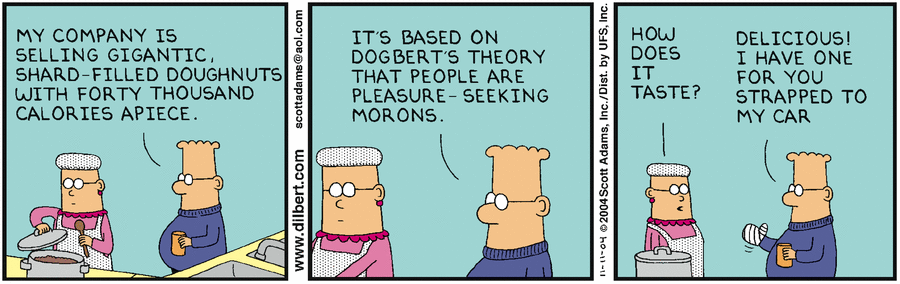 MY COMPANY IS
SELLING GIGANTIC,
SHARD-FILLED DOUGHNUTS
WITH FORTY THOUSAND
CALORIES APIECE.
www.dilbert.com
scottadams@aol.com
IT'S BASED ON
DOGBERT'S THEORY
THAT PEOPLE ARE
PLEASURE-SEEKING
MORONS.
11-11-04 ©2004 Scott Adams, Inc./Dist. by UFS, Inc.
HOW
DOES
IT
TASTE?
DELICIOUS!
I HAVE ONE
FOR YOU
STRAPPED TO
MY CAR